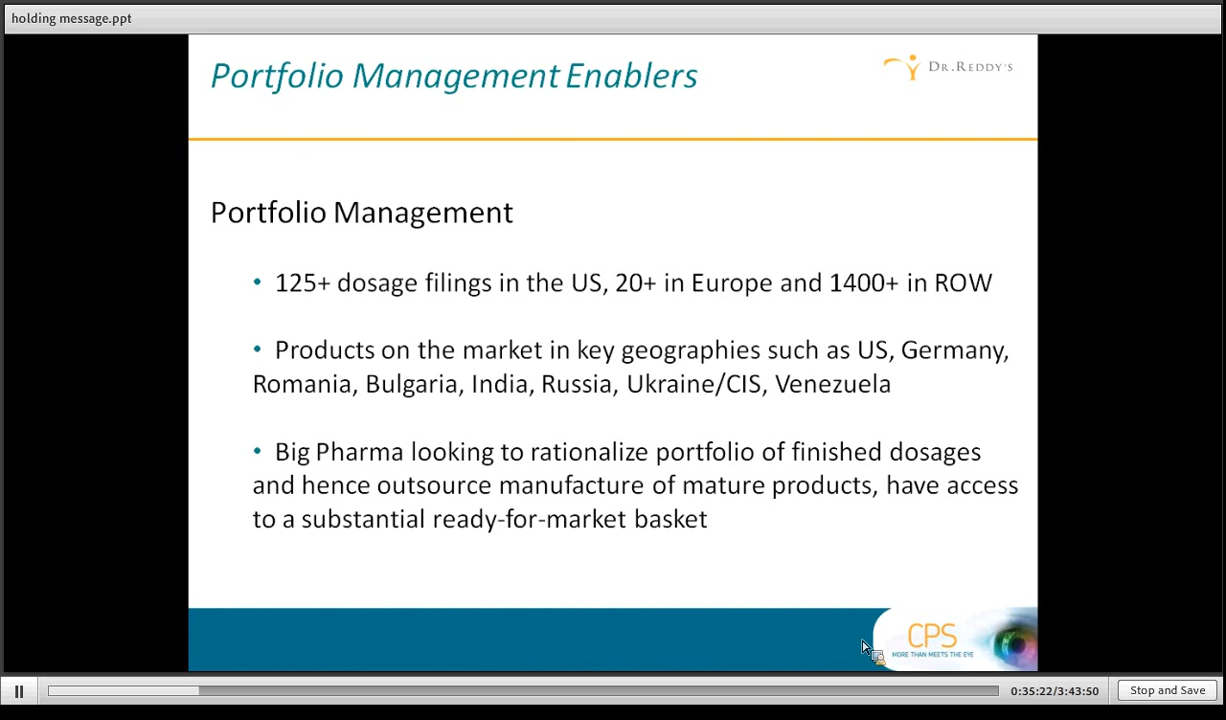 holding message.ppt
Portfolio Management Enablers
DR.REDDY'S
Portfolio Management
• 125+ dosage filings in the US, 20+ in Europe and 1400+ in ROW
• Products on the market in key geographies such as US, Germany,
Romania, Bulgaria, India, Russia, Ukraine/CIS, Venezuela
• Big Pharma looking to rationalize portfolio of finished dosages
and hence outsource manufacture of mature products, have access
to a substantial ready-for-market basket
CPS
MORE THAN MEETS THE EYE
0:35:22/3:43:50
Stop and Save